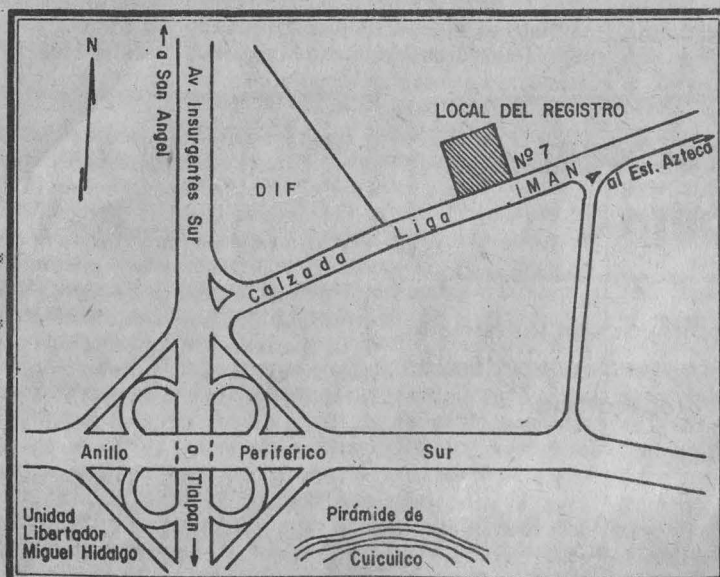 N
a San Angel
Av. Insurgentes Sur
LOCAL DEL REGISTRO
Nº 7
DIF
Calzada Liga IMAN
al Est. Azteca
Anillo Periférico Sur
a Tlalpan
Unidad
Libertador
Miguel Hidalgo
Pirámide de
Cuicuilco